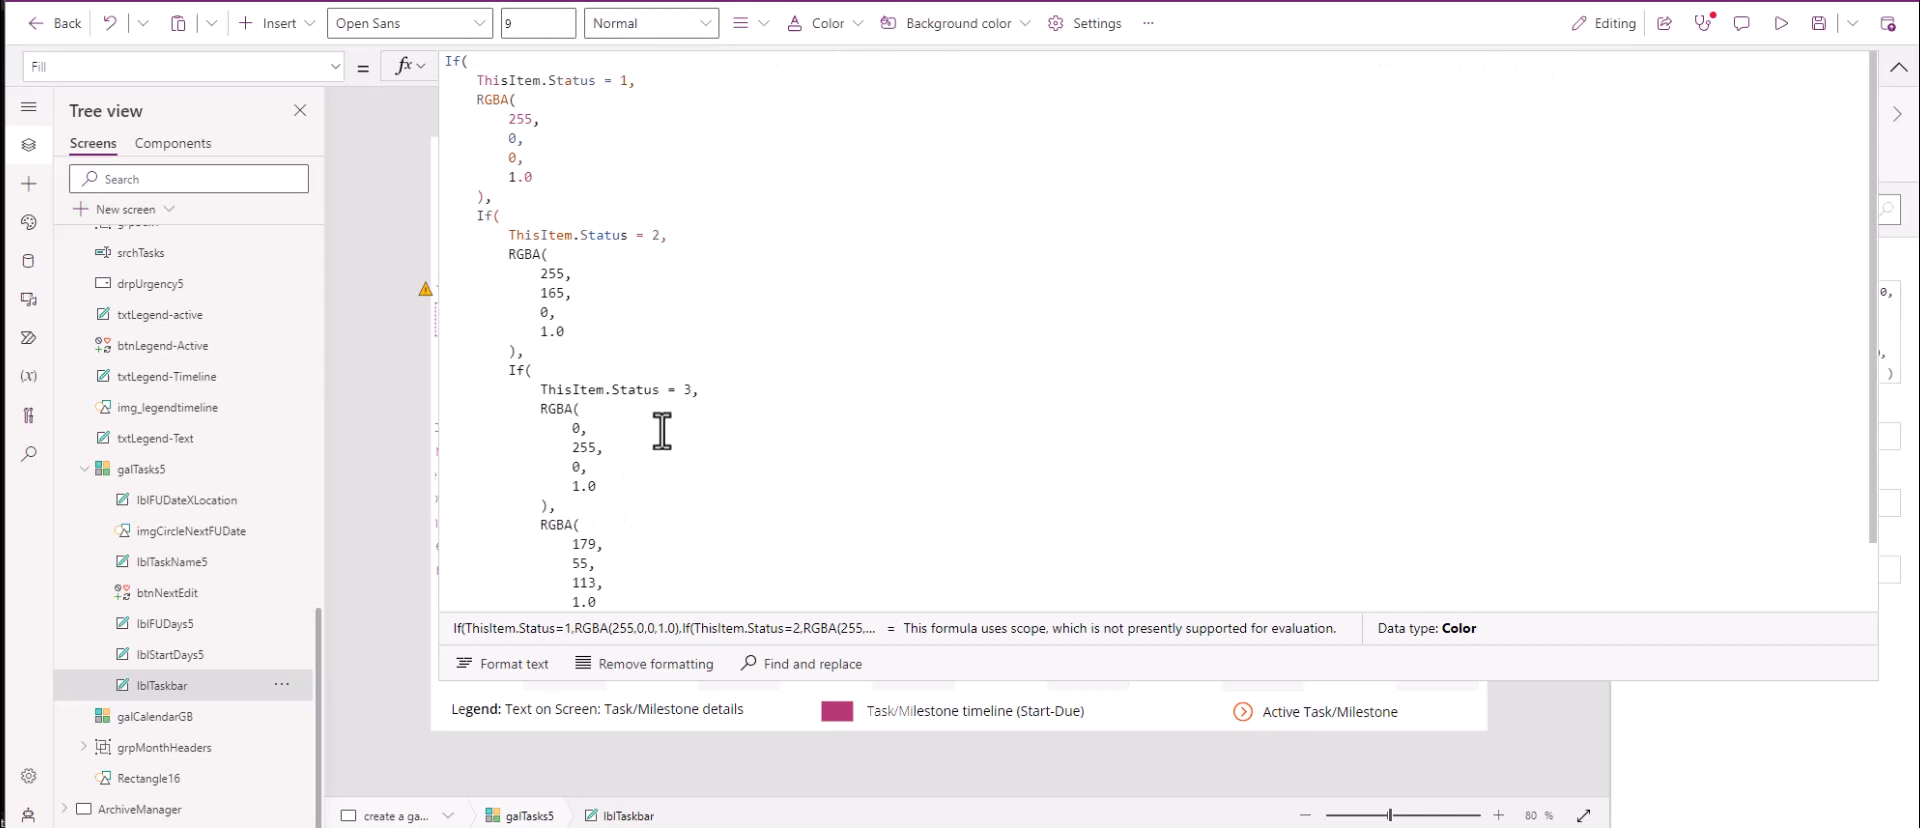 Back
Insert
Open Sans
9
Normal
Color
Background color
Settings
Editing
Fill
=
fx
Tree view
Screens
Components
Search
New screen
srchTasks
drpUrgency5
txtLegend-active
btnLegend-Active
txtLegend-Timeline
img_legendtimeline
txtLegend-Text
galTasks5
lblFUDateXLocation
imgCircleNextFUDate
lblTaskName5
btnNextEdit
lblFUDays5
lblStartDays5
lblTaskbar
galCalendarGB
grpMonthHeaders
Rectangle16
ArchiveManager
If(
ThisItem.Status = 1,
RGBA(
255,
0,
0,
1.0
),
If(
ThisItem.Status = 2,
RGBA(
255,
165,
0,
1.0
),
If(
ThisItem.Status = 3,
RGBA(
0,
255,
0,
1.0
),
RGBA(
179,
55,
113,
1.0
If(ThisItem.Status=1,RGBA(255,0,0,1.0),If(ThisItem.Status=2,RGBA(255,... = This formula uses scope, which is not presently supported for evaluation.
Data type: Color
Format text
Remove formatting
Find and replace
Legend: Text on Screen: Task/Milestone details
Task/Milestone timeline (Start-Due)
Active Task/Milestone
create a ga...
galTasks5
lblTaskbar
80 %
0,
)